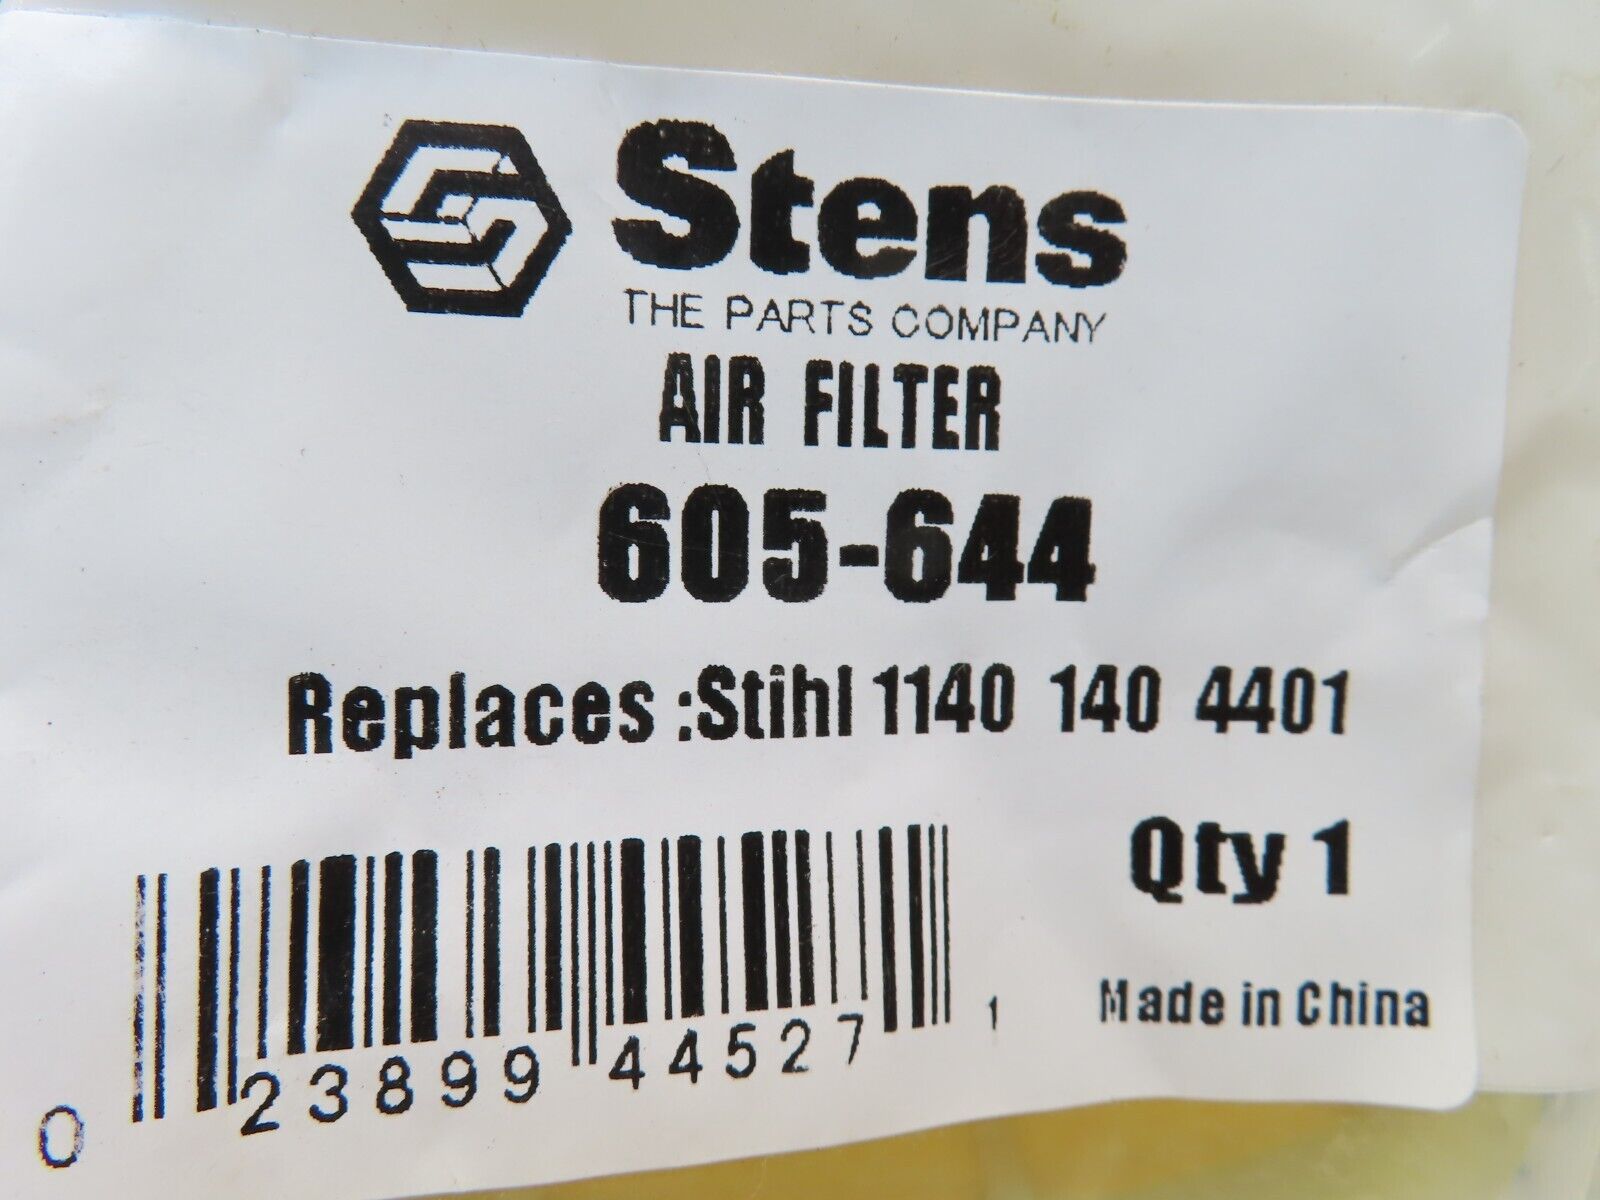 Stens
THE PARTS COMPANY
AIR FILTER
605-644
Replaces :Stihl 1140 140 4401
Qty 1
Made in China
0 23899 44527 1